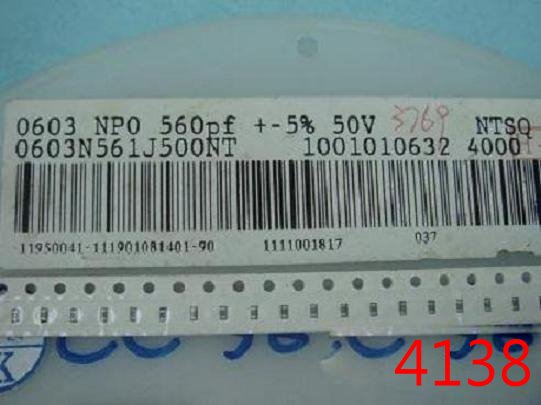 0603 NPO 560pf +-5% 50V 3769 NTSQ
0603N561J500NT 1001010632 4000
11950041-111901081401-90 1111001817 037
4138